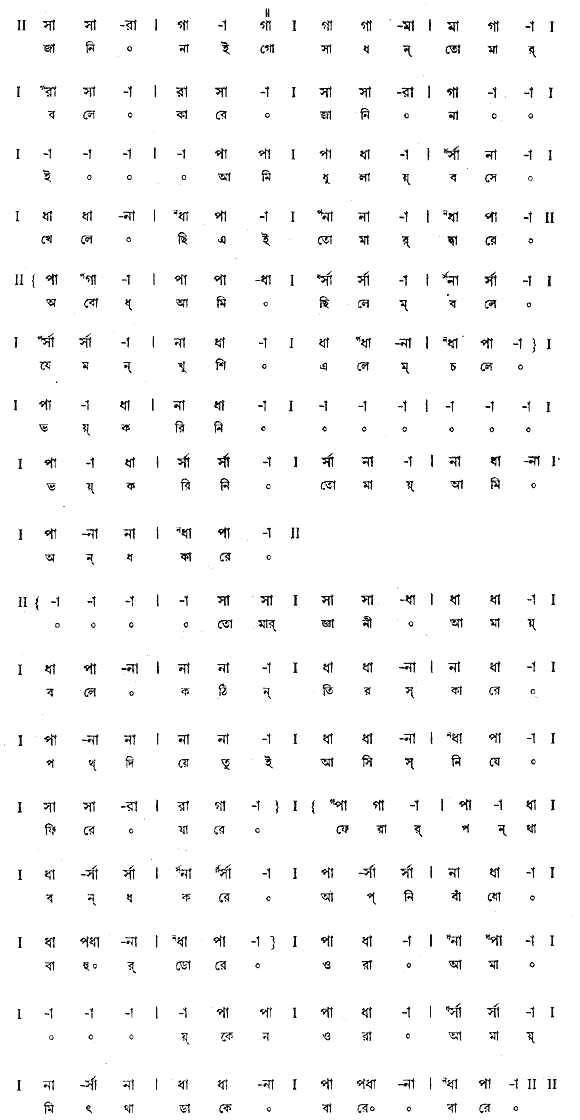 II সা সা -রা | গা -া গা I গা গা -মা | মা গা -া I
জা নি ০ না ই গো সা ধ ন্ তো মা র্
I ᵐরা সা -া | রা সা -া I সা সা -রা | গা -া -া I
ব লে ০ কা রে ০ জা নি ০ না ০ ০
I -া -া -া | -া পা পা I পা ধা -া | র্সা না -া I
ই ০ ০ ০ আ মি ধূ লা য়্ ব সে ০
I ধা ধা -না | ধা পা -া I না না -া | ধা পা -া II
খে লে ০ ছি এ ই তো মা র্ দ্বা রে ০
II { পা গা -া | পা পা -ধা I র্সা র্সা -া | না র্সা -া I
অ বো ধ্ আ মি ০ ছি লে ম্ ব লে ০
I র্সা র্সা -া | না ধা -া I ধা ধা -না | ধা পা -া } I
যে ম ন্ খু শি ০ এ লে ম্ চ লে ০
I পা -া ধা | না ধা -া I -া -া -া | -া -া -া I
ভ য়্ ক রি নি ০ ০ ০ ০ ০ ০ ০
I পা -া ধা | র্সা র্সা -া I র্সা না -া | না ধা -না I
ভ য়্ ক রি নি ০ তো মা য়্ আ মি ০
I পা -না না | ধা পা -া II
অ ন্ ধ কা রে ০
II { -া -া -া | -া সা সা I সা সা -ধা | ধা ধা -া I
০ ০ ০ ০ তো মার্ জ্ঞা নী ০ আ মা য়্
I ধা পা -না | না না -া I ধা ধা -না | না ধা -া I
ব লে ০ ক ঠি ন্ তি র স্ কা রে ০
I পা -না না | না না -া I ধা ধা -না | ধা পা -া I
প থ্ দি য়ে তু ই আ সি স্ নি যে ০
I সা সা -রা | রা গা -া } I { পা গা -া | পা -া ধা I
ফি রে ০ যা রে ০ ফে রা র্ প ন্ থা
I ধা -র্সা র্সা | না র্সা -া I পা -র্সা র্সা | না ধা -া I
ব ন্ ধ ক রে ০ আ প্ নি বাঁ ধো ০
I ধা পধা -না | ধা পা -া } I পা ধা -া | না পা -া I
বা হু০ র্ ডো রে ০ ও রা ০ আ মা ০
I -া -া -া | -া পা পা I পা ধা -া | র্সা র্সা -া I
০ ০ ০ য়্ কে ন ও রা ০ আ মা য়্
I না -র্সা না | ধা ধা -না I পা পধা -না | ধা পা -া II II
মি ৎ থা ডা কে ০ বা রে০ ০ বা রে ০